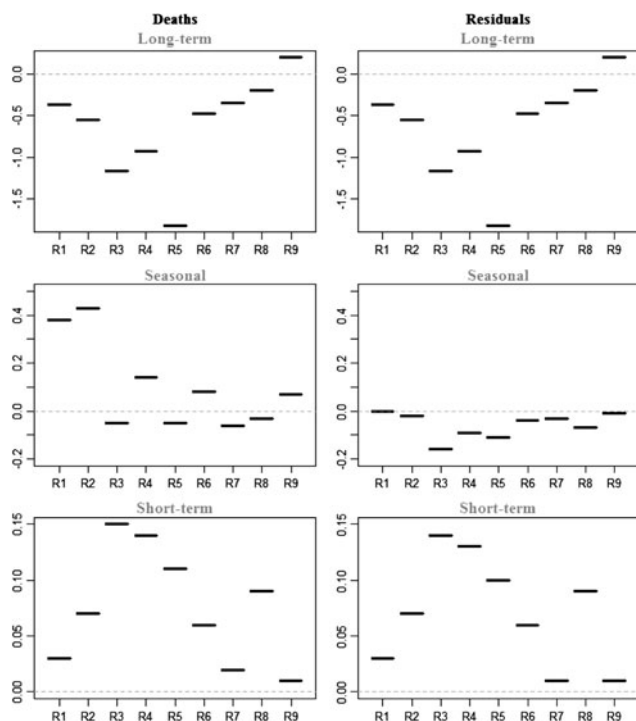 Deaths
Long-term
0.0
-0.5
-1.0
-1.5
R1 R2 R3 R4 R5 R6 R7 R8 R9
Seasonal
0.4
0.2
0.0
-0.2
R1 R2 R3 R4 R5 R6 R7 R8 R9
Short-term
0.15
0.10
0.05
0.00
R1 R2 R3 R4 R5 R6 R7 R8 R9
Residuals
Long-term
0.0
-0.5
-1.0
-1.5
R1 R2 R3 R4 R5 R6 R7 R8 R9
Seasonal
0.4
0.2
0.0
-0.2
R1 R2 R3 R4 R5 R6 R7 R8 R9
Short-term
0.15
0.10
0.05
0.00
R1 R2 R3 R4 R5 R6 R7 R8 R9